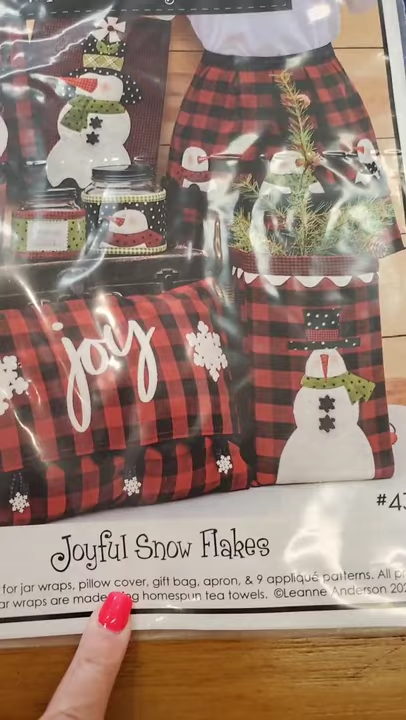 joy
#4
Joyful Snow Flakes
for jar wraps, pillow cover, gift bag, apron, & 9 appliqué patterns. All
ar wraps are made homespun tea towels. ©Leanne Anderson 202